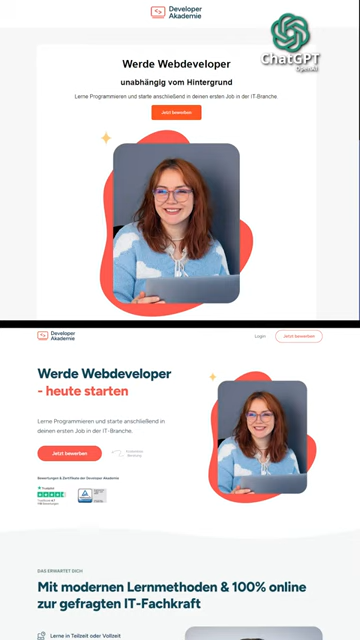 Developer
Akademie
ChatGPT
OpenAI
Werde Webdeveloper
unabhängig vom Hintergrund
Lerne Programmieren und starte anschließend in deinen ersten Job in der IT-Branche.
Jetzt bewerben
Developer
Akademie
Login
Jetzt bewerben
Werde Webdeveloper
- heute starten
Lerne Programmieren und starte anschließend in
deinen ersten Job in der IT-Branche.
Jetzt bewerben
Bewertungen & Zertifikate der Developer Akademie
Trustpilot
DAS ERWARTET DICH
Mit modernen Lernmethoden & 100% online
zur gefragten IT-Fachkraft
Lerne in Teilzeit oder Vollzeit